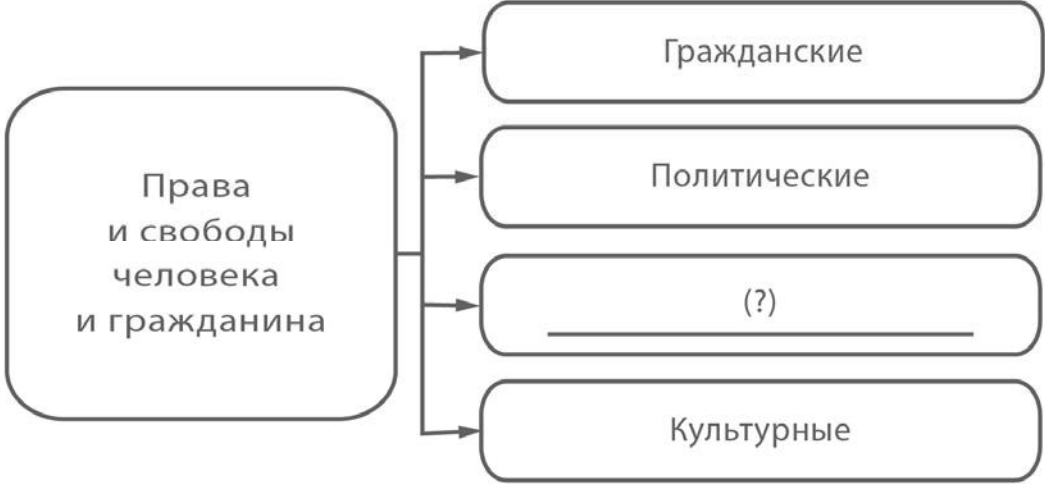 Права
и свободы
человека
и гражданина
Гражданские
Политические
(?)
Культурные